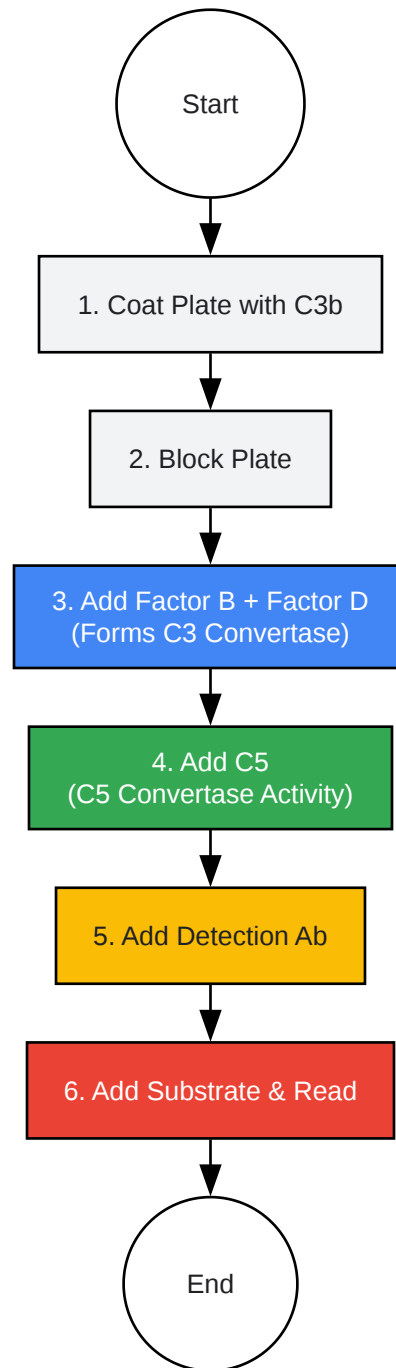 Start
1. Coat Plate with C3b
2. Block Plate
3. Add Factor B + Factor D
(Forms C3 Convertase)
4. Add C5
(C5 Convertase Activity)
5. Add Detection Ab
6. Add Substrate & Read
End